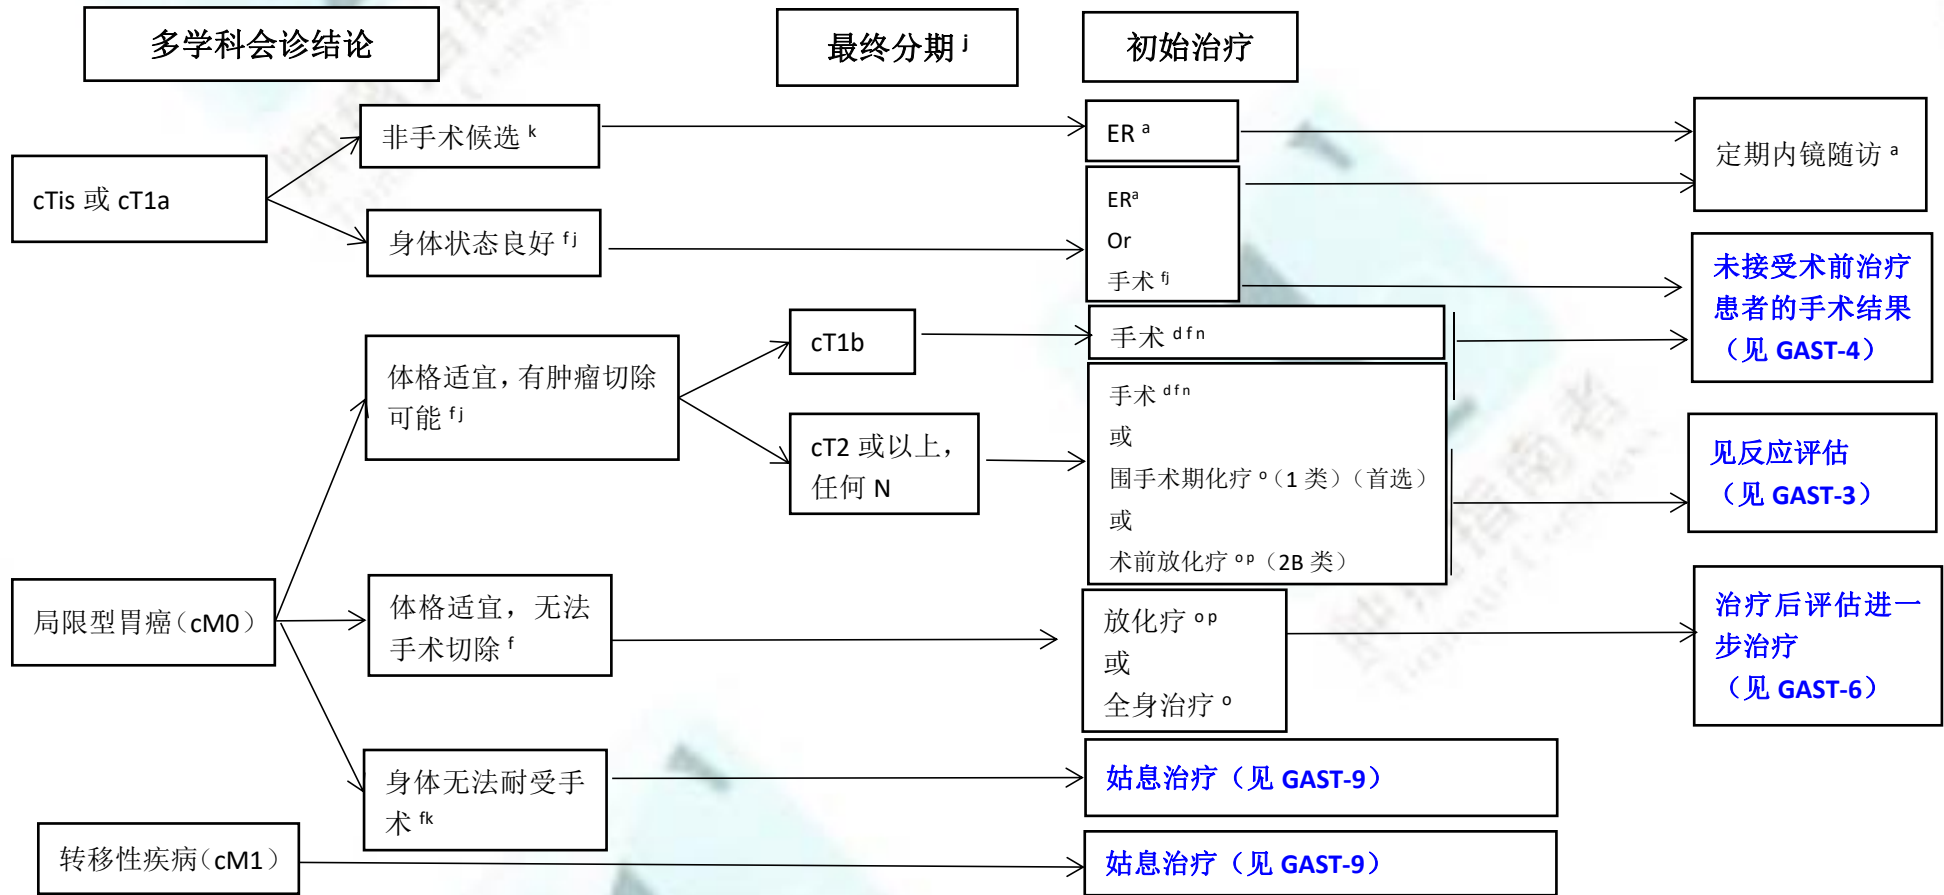 多学科会诊结论
最终分期 j
初始治疗
cTis 或 cT1a
非手术候选 k
ER a
定期内镜随访 a
身体状态良好 f j
ERa
Or
手术 fj
未接受术前治疗
患者的手术结果
（见 GAST-4）
局限型胃癌（cM0）
体格适宜，有肿瘤切除
可能 f j
cT1b
手术 d f n
cT2 或以上，
任何 N
手术 d f n
或
围手术期化疗 o（1 类）（首选）
或
术前放化疗 o p（2B 类）
见反应评估
（见 GAST-3）
体格适宜，无法
手术切除 f
放化疗 o p
或
全身治疗 o
治疗后评估进一
步治疗
（见 GAST-6）
身体无法耐受手
术 fk
姑息治疗（见 GAST-9）
转移性疾病（cM1）
姑息治疗（见 GAST-9）